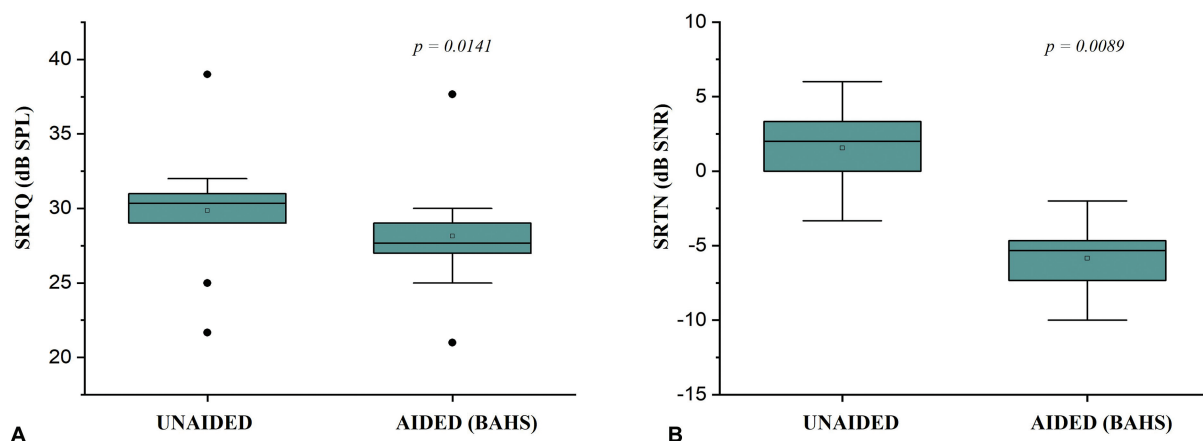 SRTQ (dB SPL)
40
35
30
25
20
p = 0.0141
UNAIDED
AIDED (BAHS)
A
SRTN (dB SNR)
10
5
0
-5
-10
-15
p = 0.0089
UNAIDED
AIDED (BAHS)
B